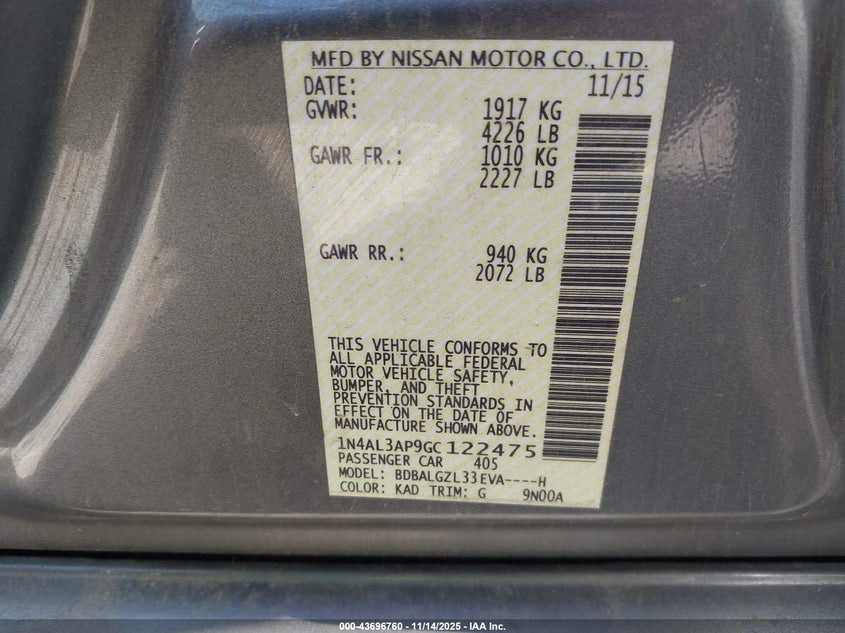 MFD BY NISSAN MOTOR CO., LTD.
DATE: 11/15
GVWR: 1917 KG
4226 LB
GAWR FR.: 1010 KG
2227 LB
GAWR RR.: 940 KG
2072 LB
THIS VEHICLE CONFORMS TO
ALL APPLICABLE FEDERAL
MOTOR VEHICLE SAFETY,
BUMPER, AND THEFT
PREVENTION STANDARDS IN
EFFECT ON THE DATE OF
MANUFACTURE SHOWN ABOVE.
1N4AL3AP9GC122475
PASSENGER CAR 405
MODEL: BDBALGZL33EVA----H
COLOR: KAD TRIM: G 9N00A
000-43696760 | 11/14/2025 - IAA Inc.